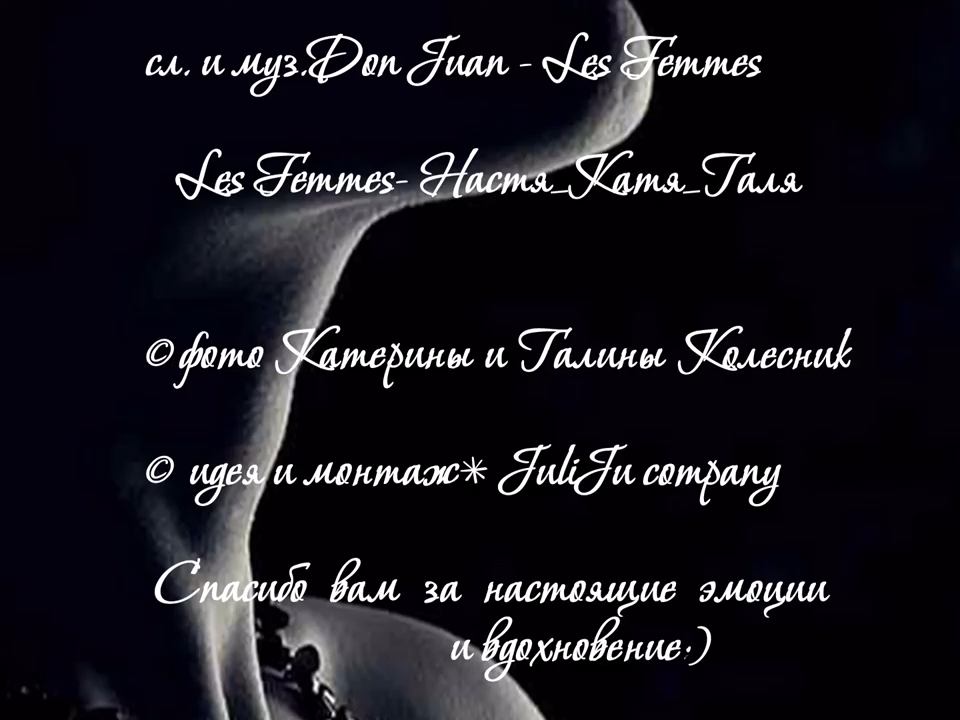 сл. и муз.Don Juan - Les Femmes
Les Femmes- Настя_Катя_Галя
© фото Катерины и Галины Колесник
© идея и монтаж* JuliJu company
Спасибо вам за настоящие эмоции
и вдохновение:)